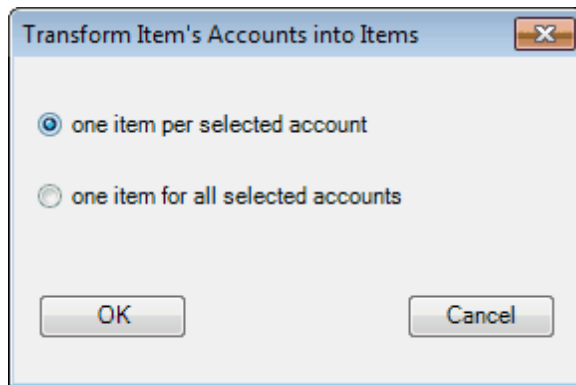 Transform Item's Accounts into Items
one item per selected account
one item for all selected accounts
OK
Cancel